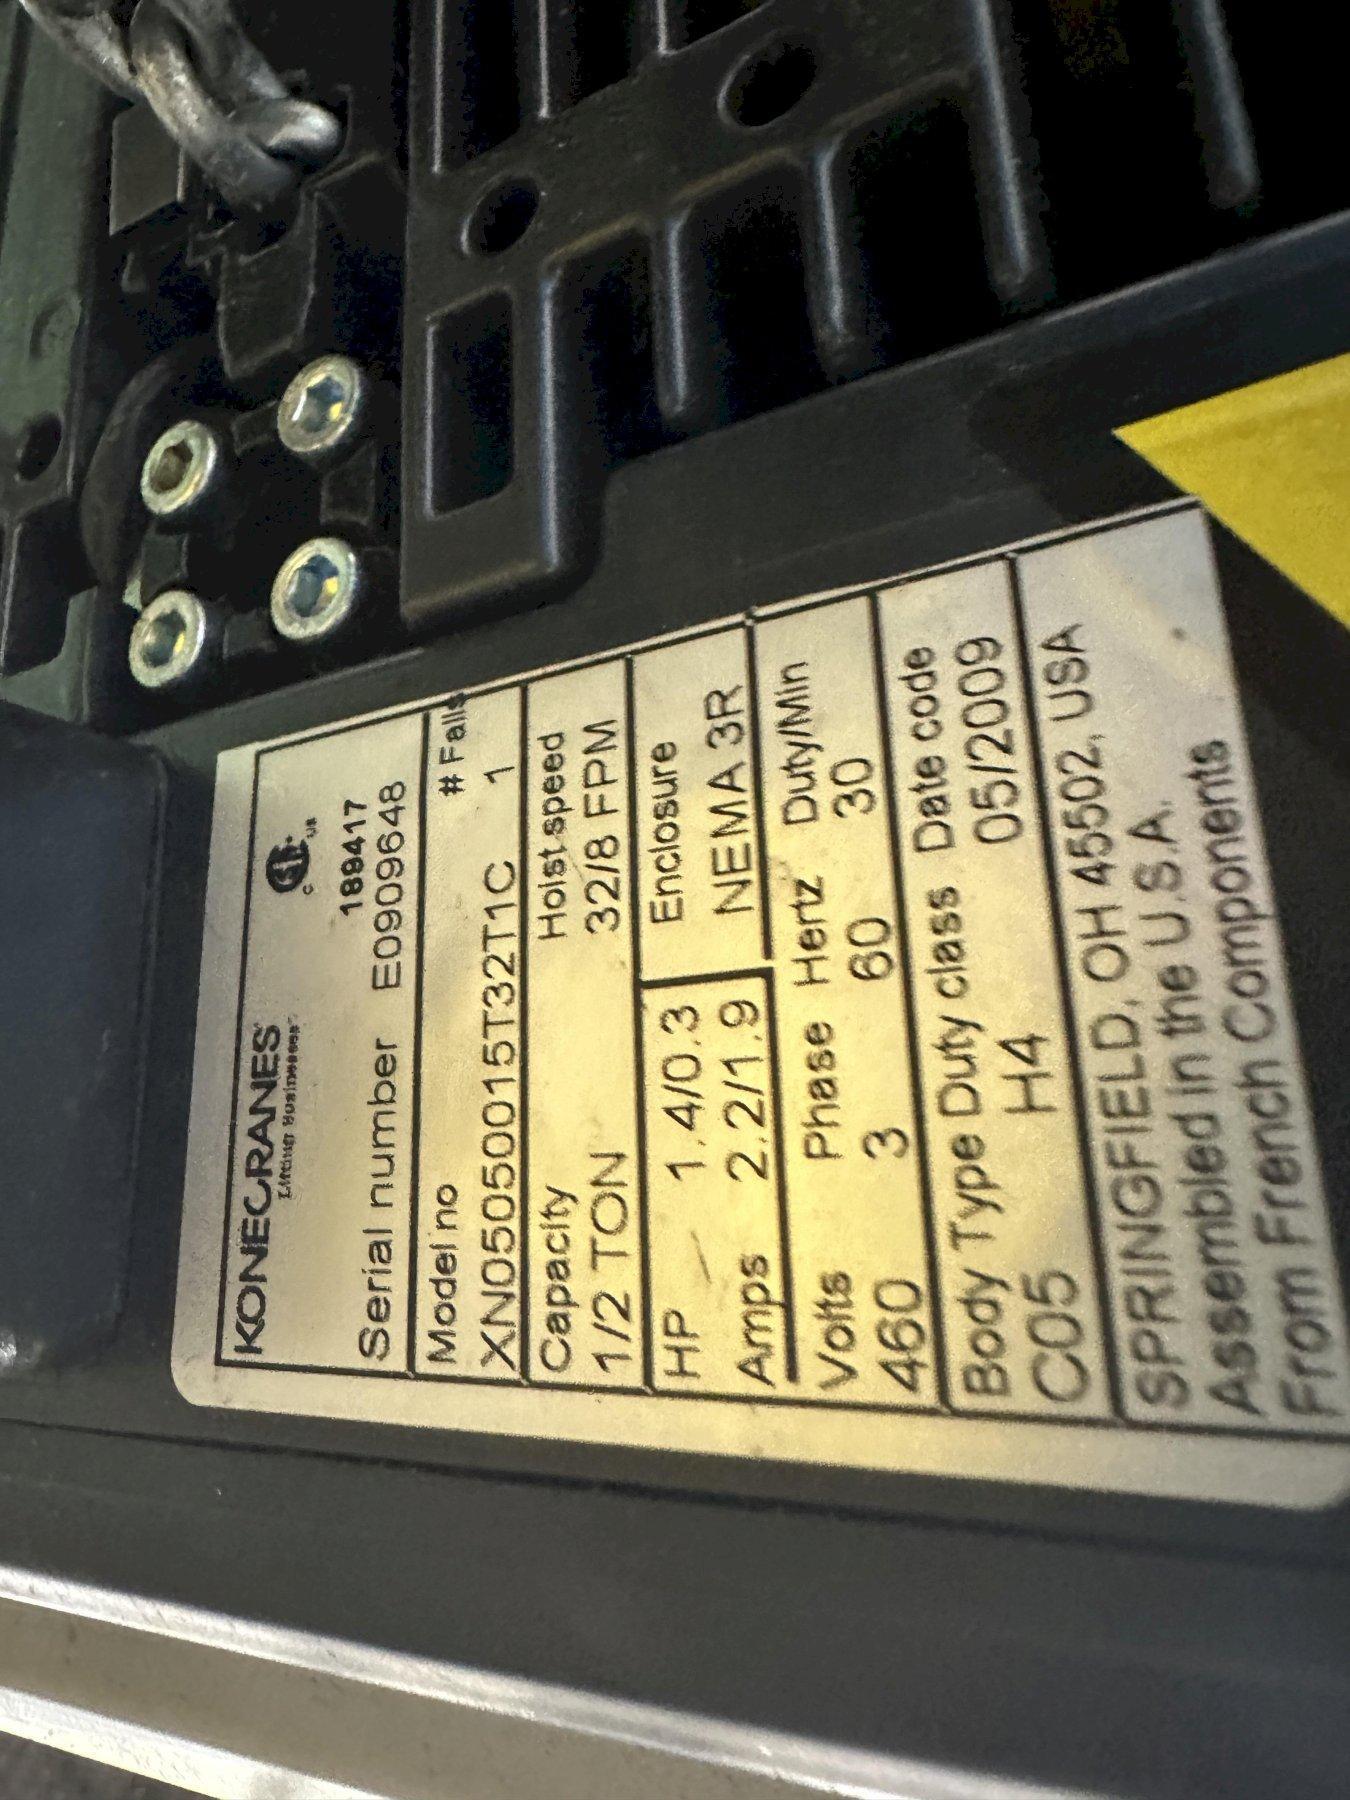 KONECRANES
Lifting Businesses
C US
189417
Serial number E0909648
Model no # Falls
XN05050015T32T1C 1
Capacity Hoist speed
1/2 TON 32/8 FPM
HP 1.4/0.3 Enclosure
Amps 2.2/1.9 NEMA 3R
Volts Phase Hertz Duty/Min
460 3 60 30
Body Type Duty class Date code
C05 H4 05/2009
SPRINGFIELD, OH 45502, USA
Assembled in the U.S.A.
From French Components